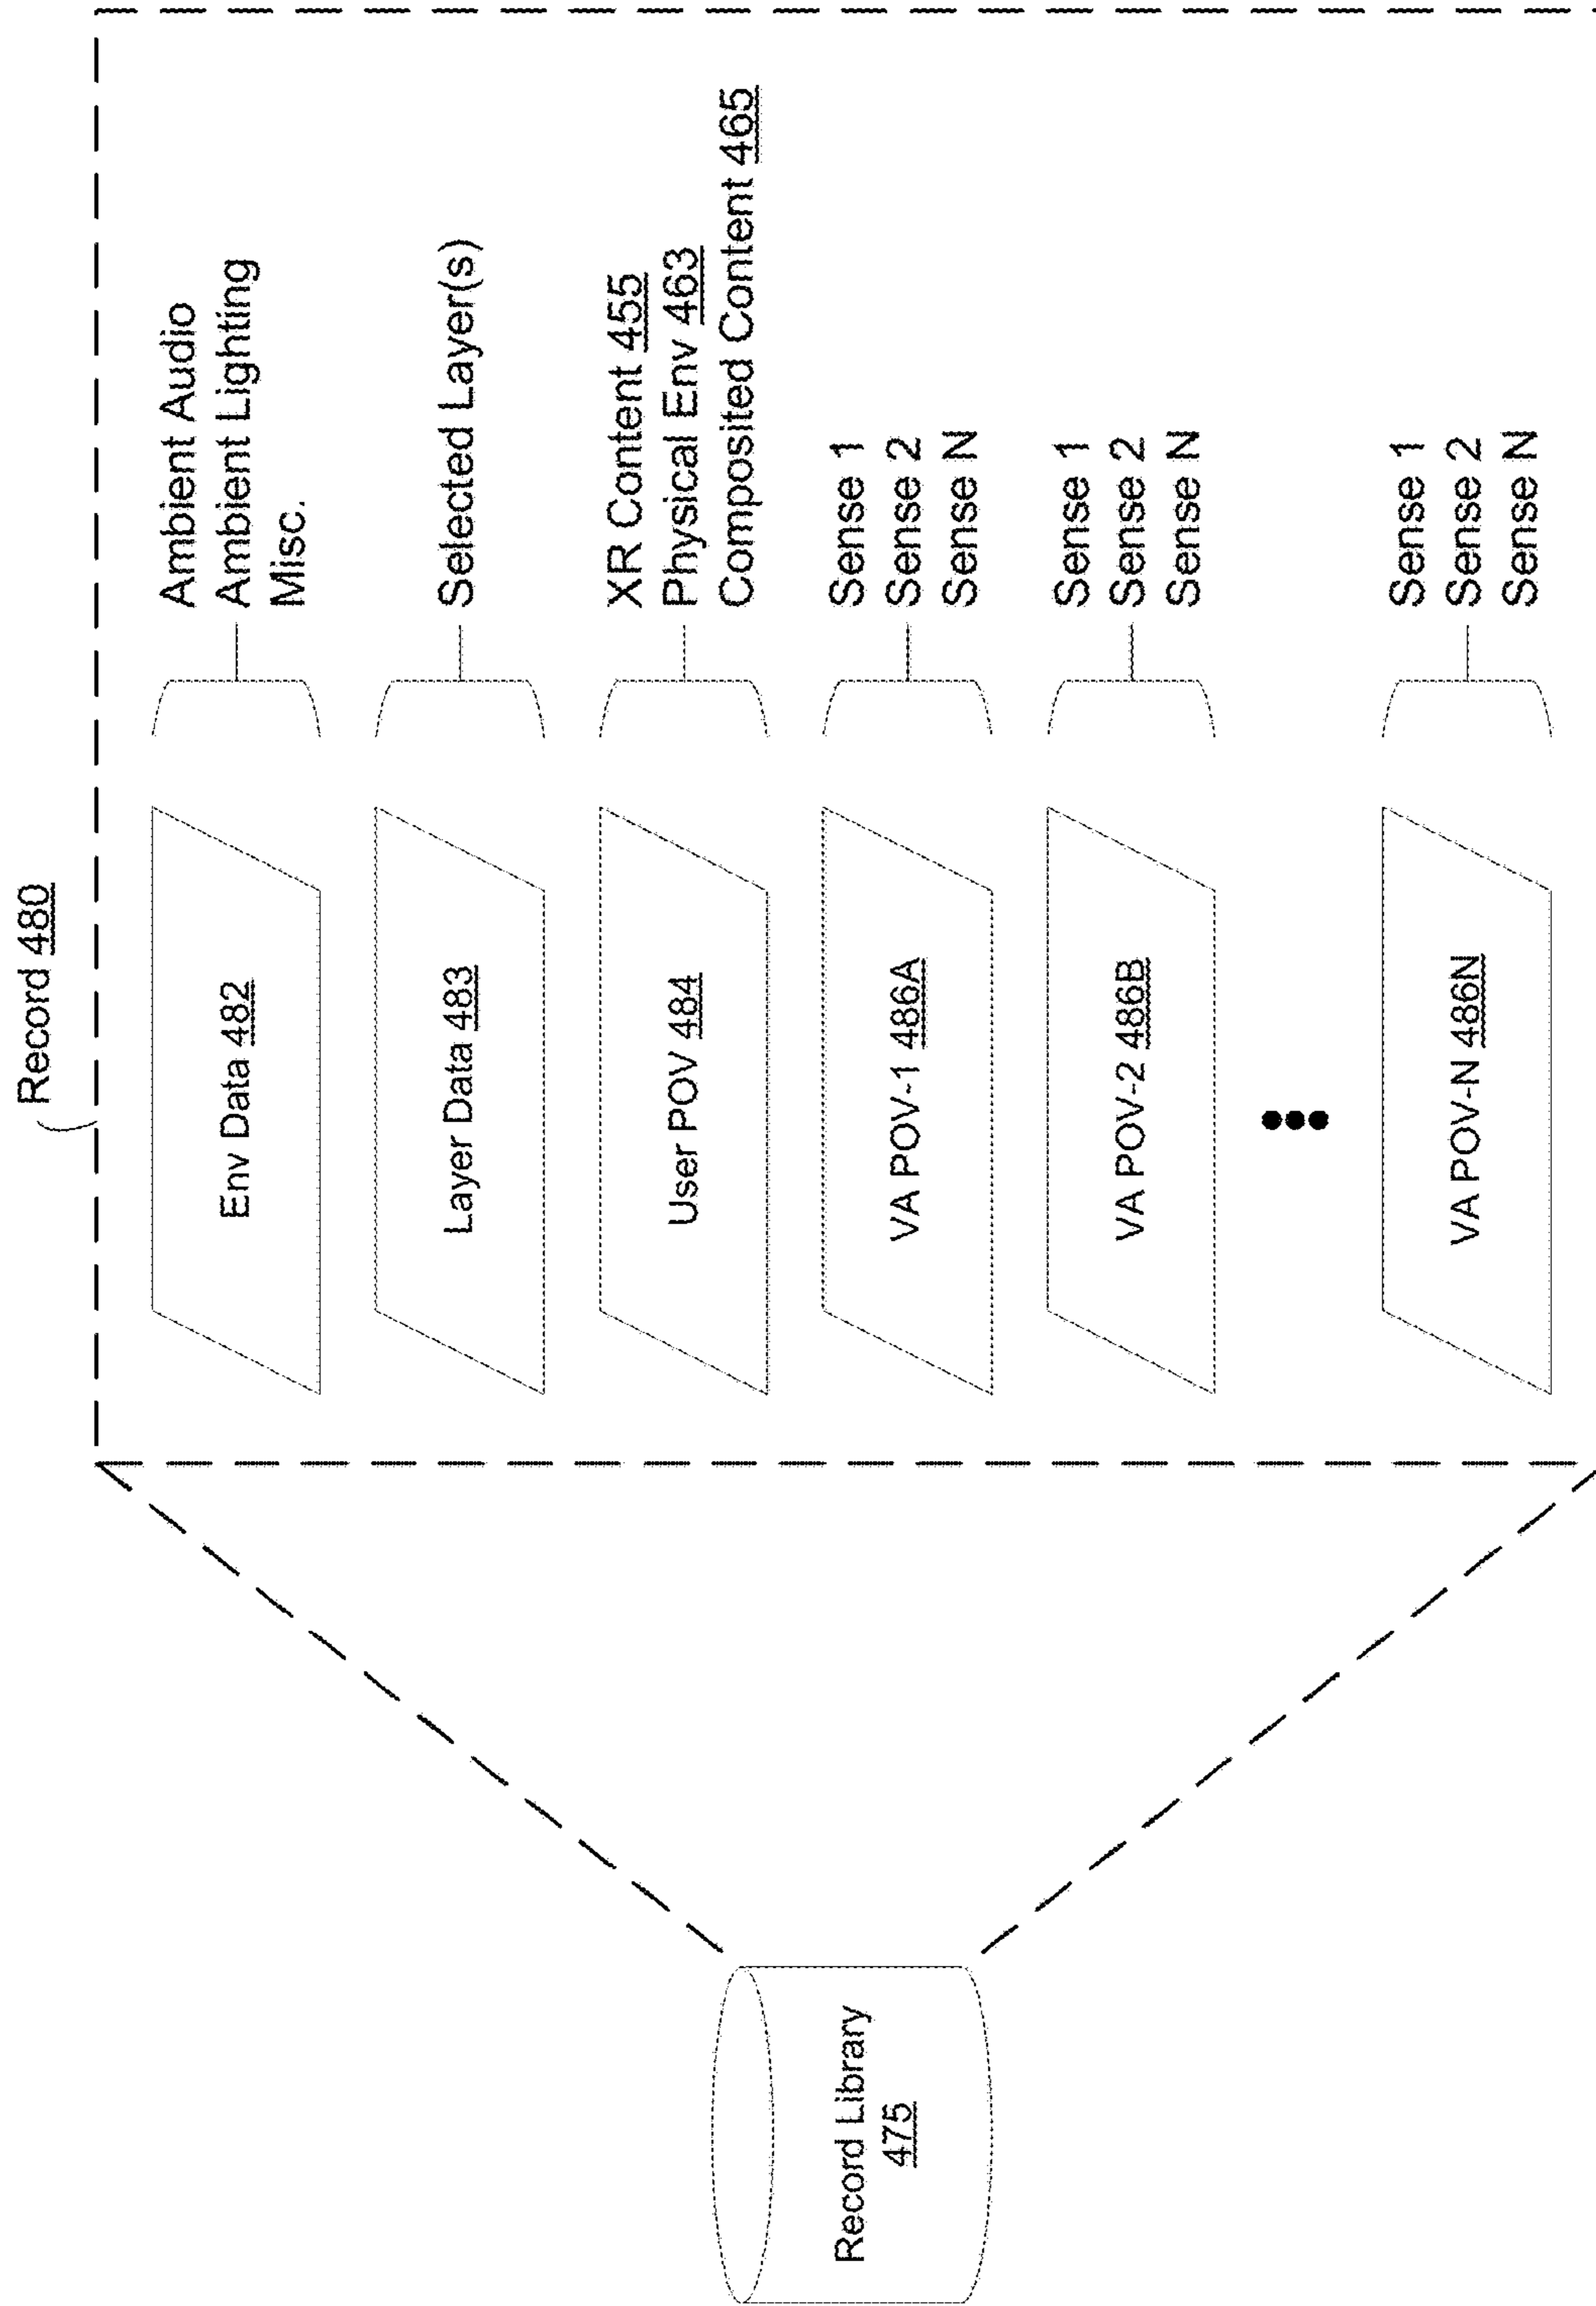 Record 480
Env Data 482
Ambient Audio
Ambient Lighting
Misc.
Layer Data 483
Selected Layer(s)
User POV 484
XR Content 455
Physical Env 463
Composited Content 465
VA POV-1 486A
Sense 1
Sense 2
Sense N
VA POV-2 486B
Sense 1
Sense 2
Sense N
VA POV-N 486N
Sense 1
Sense 2
Sense N
Record Library
475